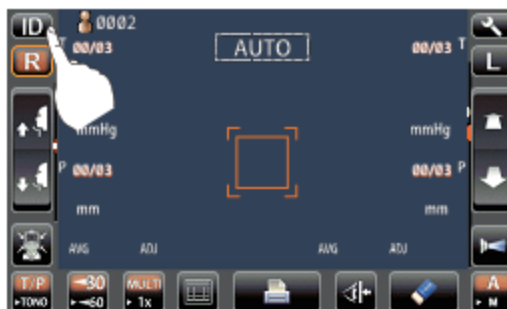 ID
0002
R
T 00/03
AUTO
00/03 T
L
mmHg
mmHg
P 00/03
00/03 P
mm
mm
AVG ADJ
AVG ADJ
T/P
▸TONO
30
▸60
MULTI
▸ 1x
A
▸ M